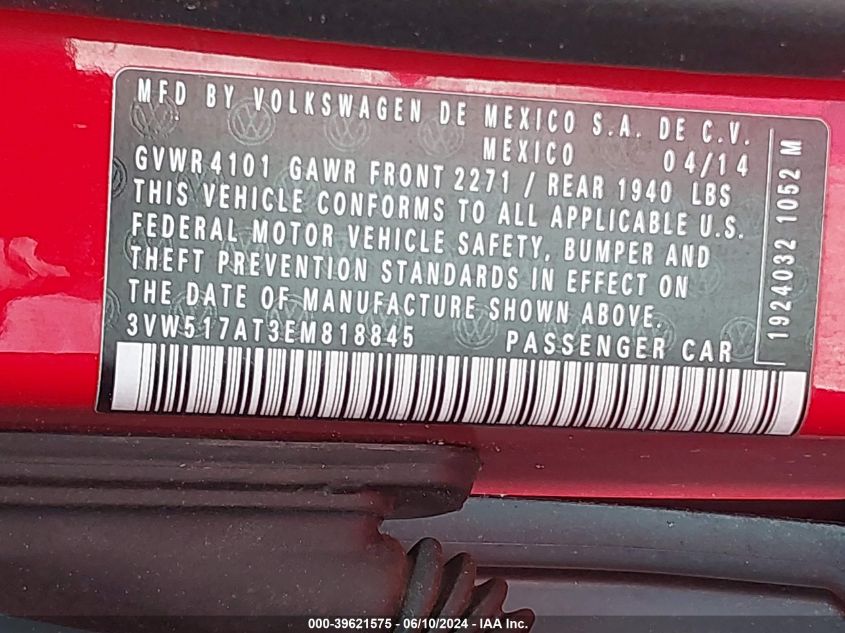 MFD BY VOLKSWAGEN DE MEXICO S.A. DE C.V.
MEXICO 04/14
GVWR 4101 GAWR FRONT 2271 / REAR 1940 LBS
THIS VEHICLE CONFORMS TO ALL APPLICABLE U.S.
FEDERAL MOTOR VEHICLE SAFETY, BUMPER AND
THEFT PREVENTION STANDARDS IN EFFECT ON
THE DATE OF MANUFACTURE SHOWN ABOVE.
3VW517AT3EM818845 PASSENGER CAR
1924032 1052 M
000-39621575 - 06/10/2024 - IAA Inc.